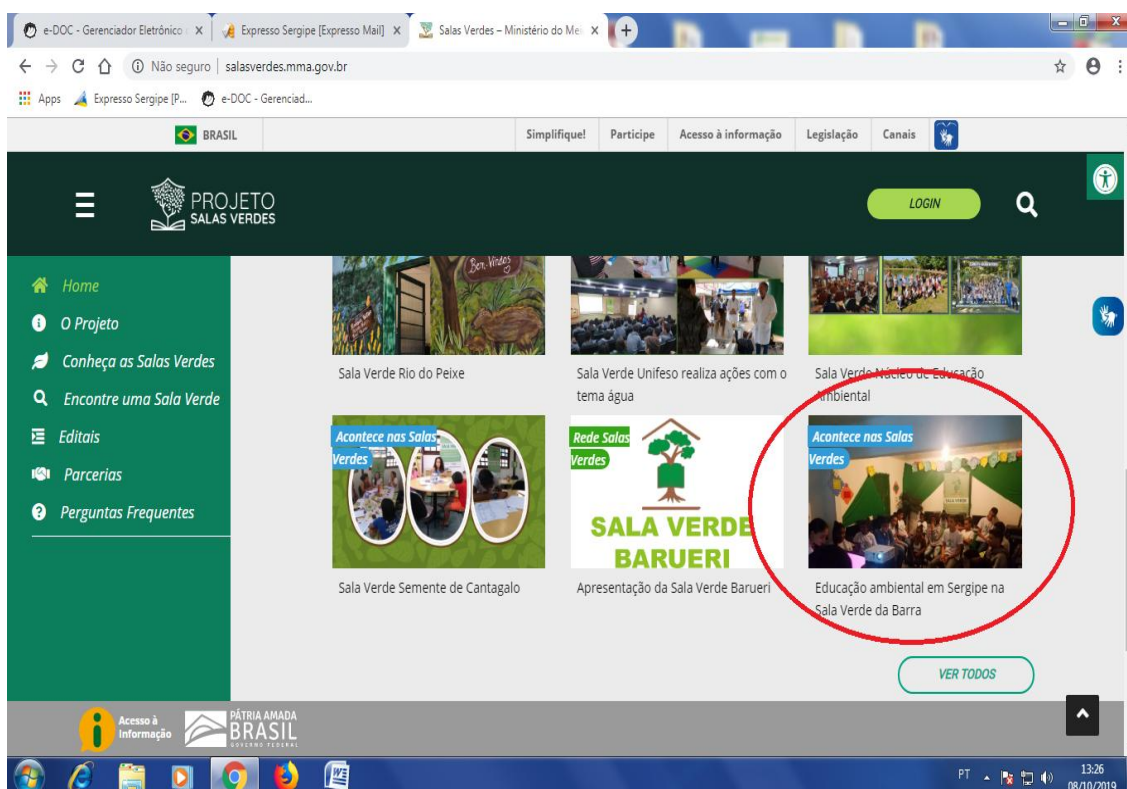 e-DOC - Gerenciador Eletrônico
Expresso Sergipe [Expresso Mail]
Salas Verdes – Ministério do Mei
Não seguro | salasverdes.mma.gov.br
Apps
Expresso Sergipe [P...
e-DOC - Gerenciad...
BRASIL
Simplifique!
Participe
Acesso à informação
Legislação
Canais
PROJETO
SALAS VERDES
LOGIN
Home
O Projeto
Conheça as Salas Verdes
Encontre uma Sala Verde
Editais
Parcerias
Perguntas Frequentes
Ben-Vindos
Sala Verde Rio do Peixe
Sala Verde Unifeso realiza ações com o
tema água
Sala Verde Núcleo de Educação
Ambiental
Acontece nas Salas
Verdes
Sala Verde Semente de Cantagalo
Rede Salas
Verdes
SALA VERDE
BARUERI
Apresentação da Sala Verde Barueri
Acontece nas Salas
Verdes
Educação ambiental em Sergipe na
Sala Verde da Barra
VER TODOS
Acesso à
Informação
PÁTRIA AMADA
BRASIL
GOVERNO FEDERAL
PT
13:26
08/10/2019